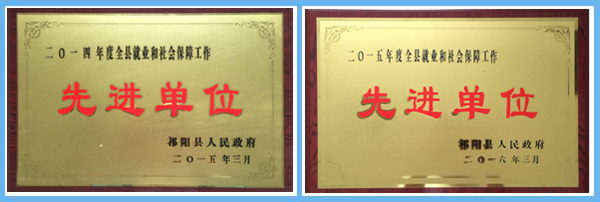 二〇一四年度全县就业和社会保障工作
先进单位
祁阳县人民政府
二〇一五年三月
二〇一五年度全县就业和社会保障工作
先进单位
祁阳县人民政府
二〇一六年三月